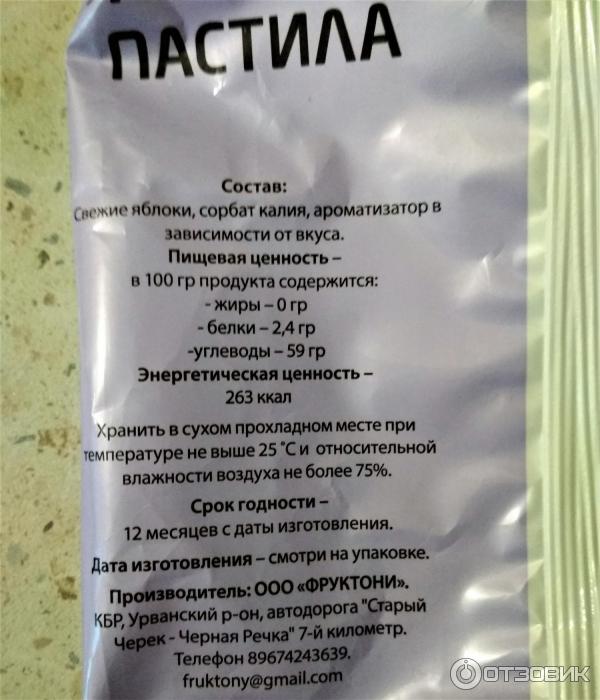 ПАСТИЛА
Состав:
Свежие яблоки, сорбат калия, ароматизатор в
зависимости от вкуса.
Пищевая ценность –
в 100 гр продукта содержится:
- жиры – 0 гр
- белки – 2,4 гр
-углеводы – 59 гр
Энергетическая ценность –
263 ккал
Хранить в сухом прохладном месте при
температуре не выше 25 °С и относительной
влажности воздуха не более 75%.
Срок годности –
12 месяцев с даты изготовления.
Дата изготовления – смотри на упаковке.
Производитель: ООО «ФРУКТОНИ».
КБР, Урванский р-он, автодорога "Старый
Черек - Черная Речка" 7-й километр.
Телефон 89674243639.
fruktony@gmail.com
ОТЗОВИК